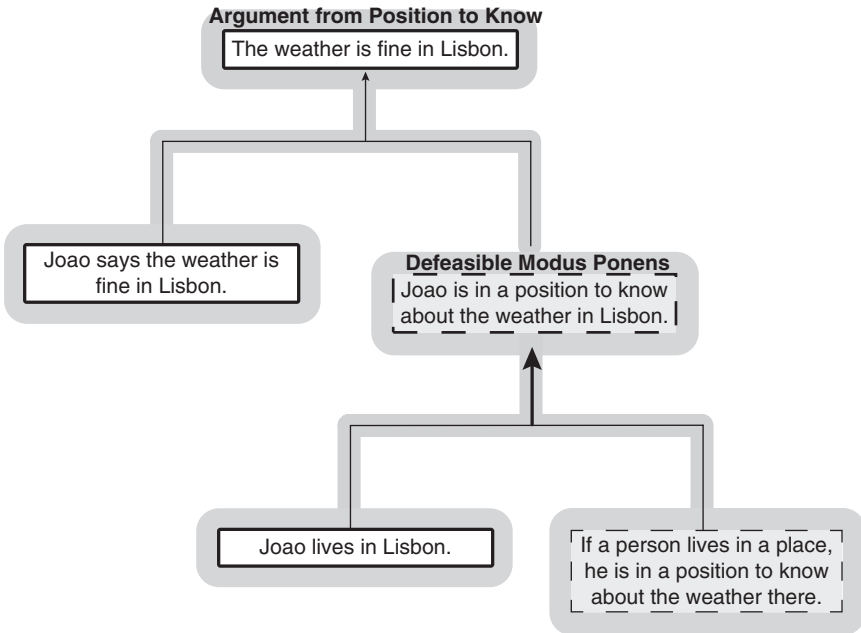 Argument from Position to Know
The weather is fine in Lisbon.
Joao says the weather is
fine in Lisbon.
Defeasible Modus Ponens
Joao is in a position to know
about the weather in Lisbon.
Joao lives in Lisbon.
If a person lives in a place,
he is in a position to know
about the weather there.